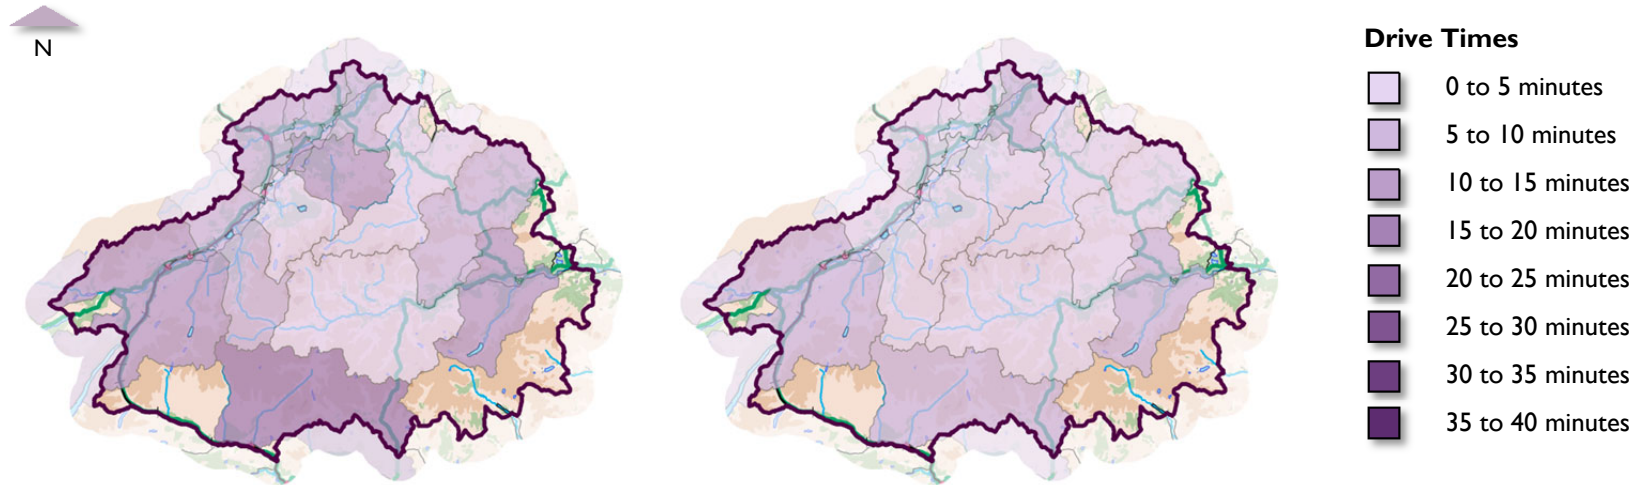 N
Drive Times
0 to 5 minutes
5 to 10 minutes
10 to 15 minutes
15 to 20 minutes
20 to 25 minutes
25 to 30 minutes
30 to 35 minutes
35 to 40 minutes